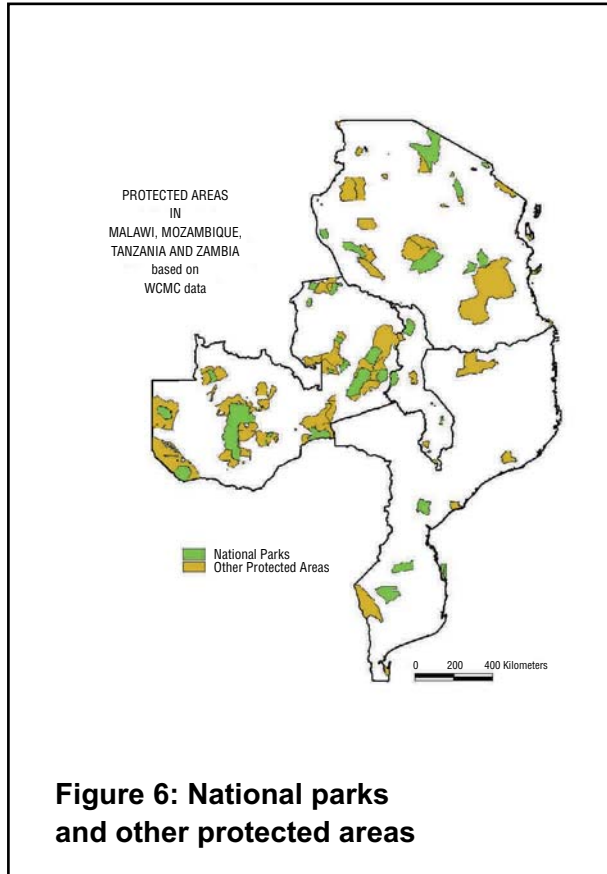 PROTECTED AREAS
IN
MALAWI, MOZAMBIQUE,
TANZANIA AND ZAMBIA
based on
WCMC data
National Parks
Other Protected Areas
0 200 400 Kilometers
Figure 6: National parks
and other protected areas